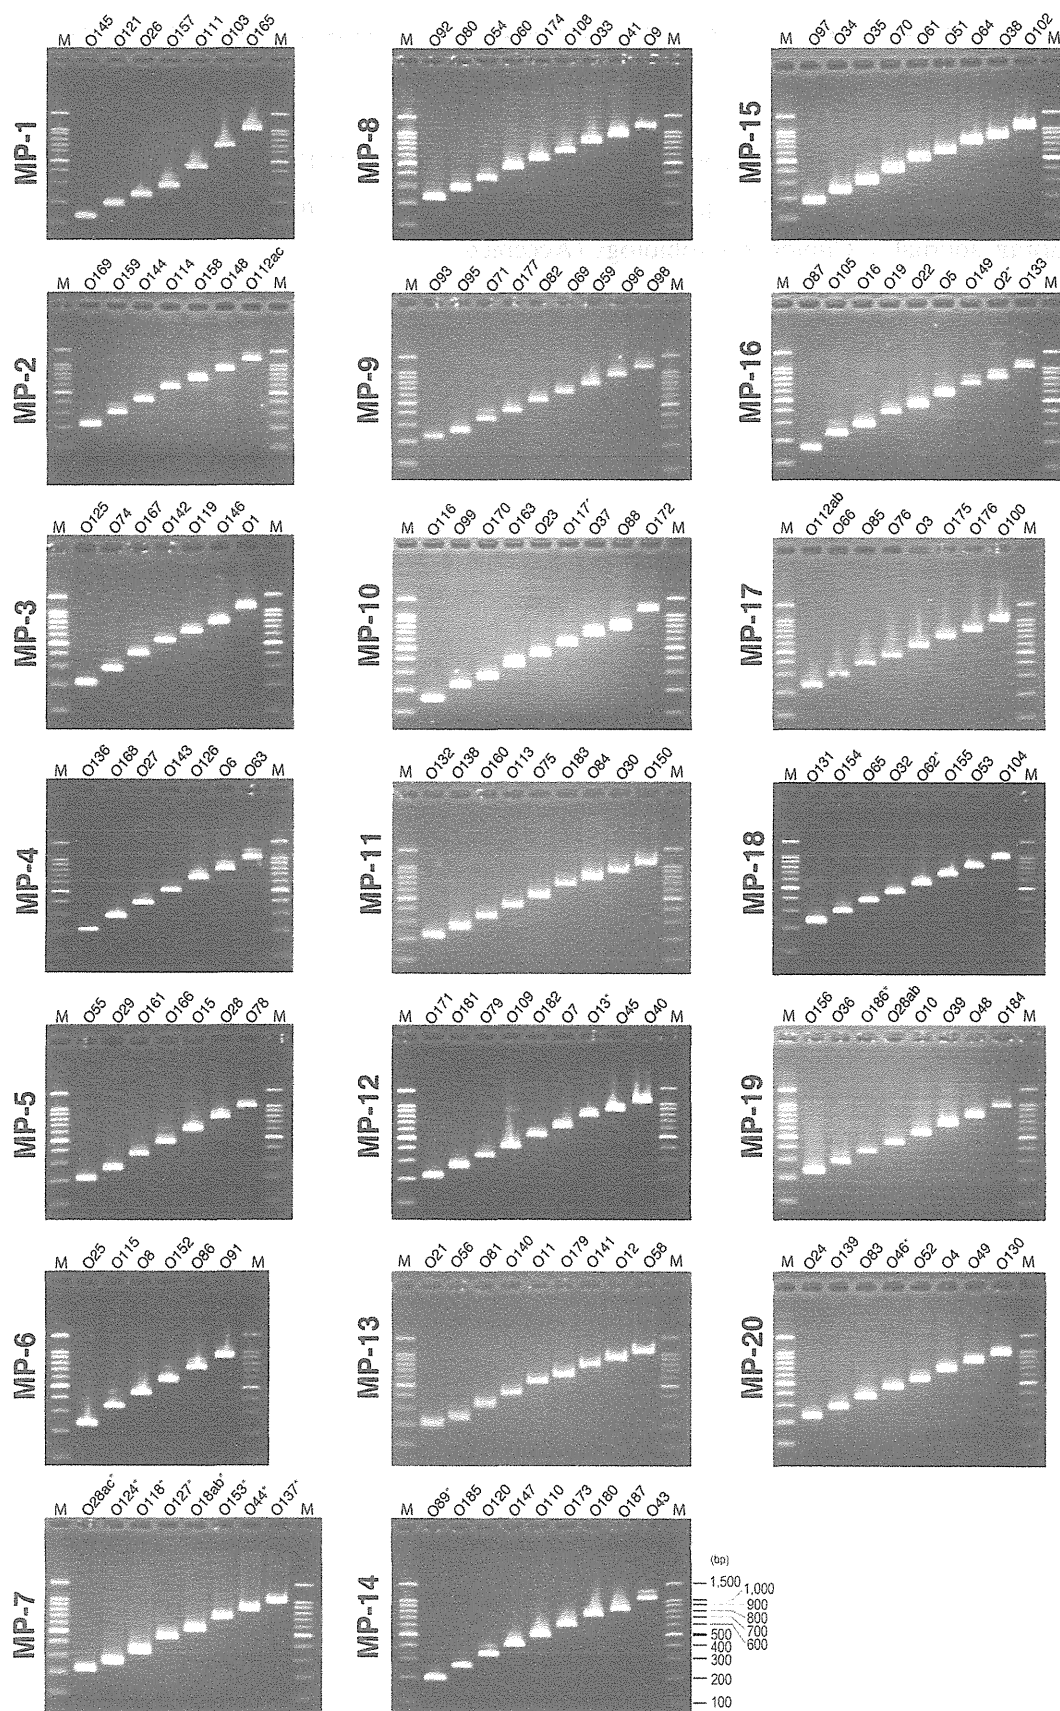 MP-1
M O145 O121 O26 O157 O111 O103 O165 M
MP-2
M O169 O159 O144 O114 O158 O148 O112ac M
MP-3
M O125 O74 O167 O142 O119 O146 O1 M
MP-4
M O136 O168 O27 O143 O126 O6 O63 M
MP-5
M O55 O29 O161 O166 O15 O28 O78 M
MP-6
M O25 O115 O8 O152 O86 O91 M
MP-7
M O28ac* O124* O118* O127* O18ab* O153* O44* O137* M
MP-8
M O92 O80 O54 O60 O174 O108 O33 O41 O9 M
MP-9
M O93 O95 O71 O177 O82 O69 O59 O96 O98 M
MP-10
M O116 O99 O170 O163 O23 O117* O37 O88 O172 M
MP-11
M O132 O138 O160 O113 O75 O183 O84 O30 O150 M
MP-12
M O171 O181 O79 O109 O182 O7 O13* O45 O40 M
MP-13
M O21 O56 O81 O140 O11 O179 O141 O12 O58 M
MP-14
M O89* O185 O120 O147 O110 O173 O180 O187 O43 M
(bp)
1,500
1,000
900
800
700
600
500
400
300
200
100
MP-15
M O97 O34 O35 O70 O61 O51 O64 O38 O102 M
MP-16
M O87 O105 O16 O19 O22 O5 O149 O2* O133 M
MP-17
M O112ab O66 O85 O76 O3 O175 O176 O100 M
MP-18
M O131 O154 O65 O32 O62* O155 O53 O104 M
MP-19
M O156 O36 O186* O28ab O10 O39 O48 O184 M
MP-20
M O24 O139 O83 O46* O52 O4 O49 O130 M